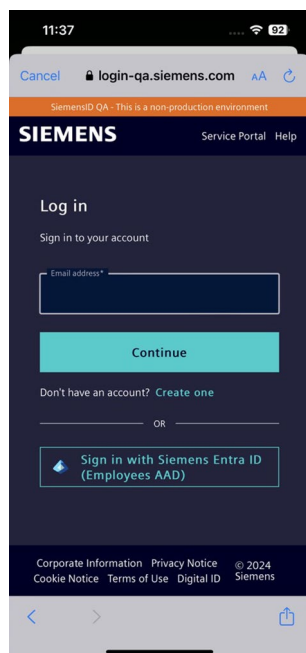 11:37
92
Cancel login-qa.siemens.com AA
SiemensID QA - This is a non-production environment
SIEMENS Service Portal Help
Log in
Sign in to your account
Email address*
Continue
Don't have an account? Create one
OR
Sign in with Siemens Entra ID
(Employees AAD)
Corporate Information Privacy Notice © 2024
Cookie Notice Terms of Use Digital ID Siemens